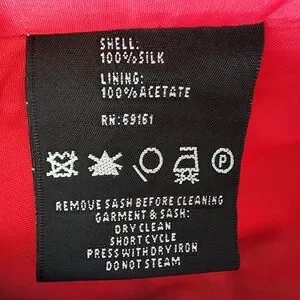 SHELL:
100%SILK
LINING:
100%ACETATE
RN:69161
P
REMOVE SASH BEFORE CLEANING
GARMENT & SASH:
DRY CLEAN
SHORT CYCLE
PRESS WITH DRY IRON
DO NOT STEAM